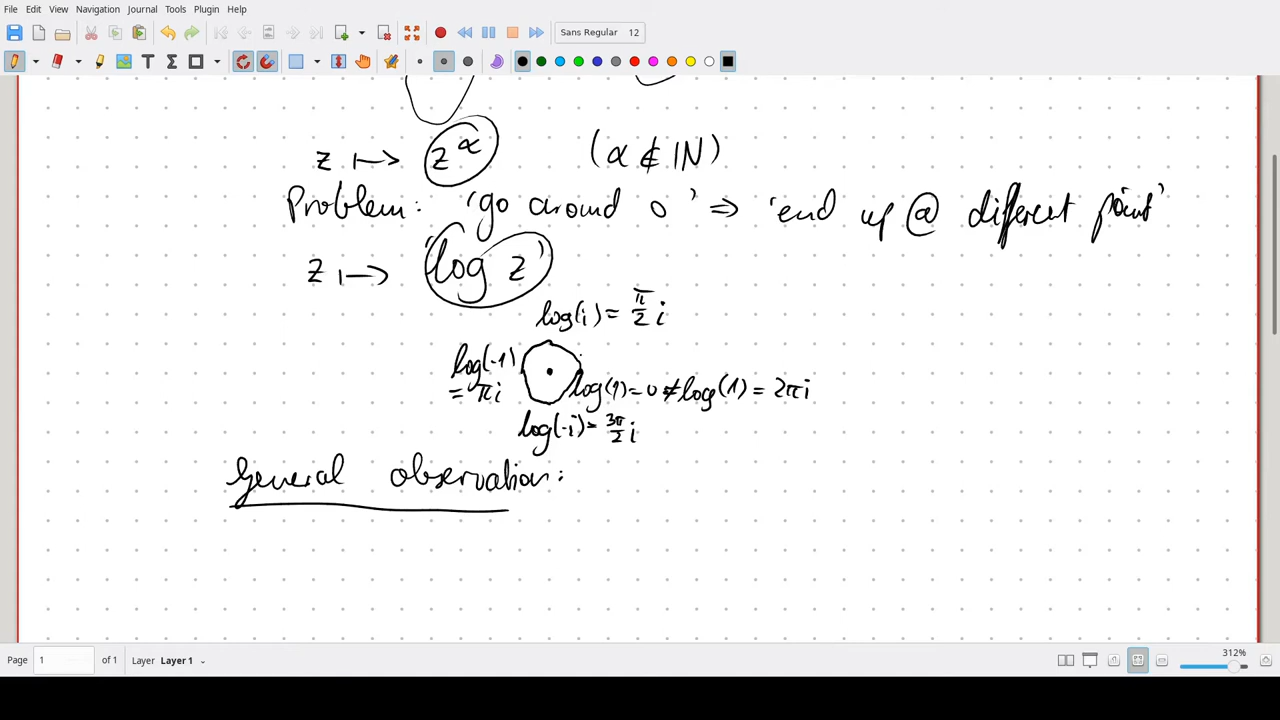 File Edit View Navigation Journal Tools Plugin Help
Sans Regular 12
z ↦ z^α (α ∉ ℕ)
Problem: 'go around 0' ⇒ 'end up @ different point'
z ↦ 'log z'
log(i) = π/2 i
log(-1) = πi
log(1) = 0 ≠ log(1) = 2πi
log(-i) = 3π/2 i
General observation:
Page 1 of 1 Layer Layer 1 312%